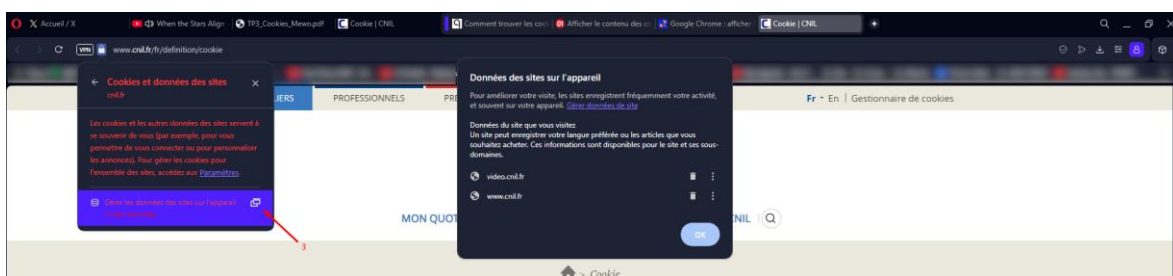 X Accueil / X
When the Stars Align
TP3_Cookies_Mewo.pdf
Cookie | CNIL
Comment trouver les coo
Afficher le contenu des co
Google Chrome : afficher
Cookie | CNIL
VPN
www.cnil.fr/fr/definition/cookie
Cookies et données des sites
cnil.fr
Les cookies et les autres données des sites servent à
se souvenir de vous (par exemple, pour vous
permettre de vous connecter ou pour personnaliser
les annonces). Pour gérer les cookies pour
l'ensemble des sites, accédez aux Paramètres.
Gérer les données des sites sur l'appareil
3
IERS
PROFESSIONNELS
Fr - En | Gestionnaire de cookies
MON QUOT
CNIL
> Cookie
Données des sites sur l'appareil
Pour améliorer votre visite, les sites enregistrent fréquemment votre activité,
et souvent sur votre appareil. Gérer données de site
Données du site que vous visitez
Un site peut enregistrer votre langue préférée ou les articles que vous
souhaitez acheter. Ces informations sont disponibles pour le site et ses sous-
domaines.
video.cnil.fr
www.cnil.fr
OK